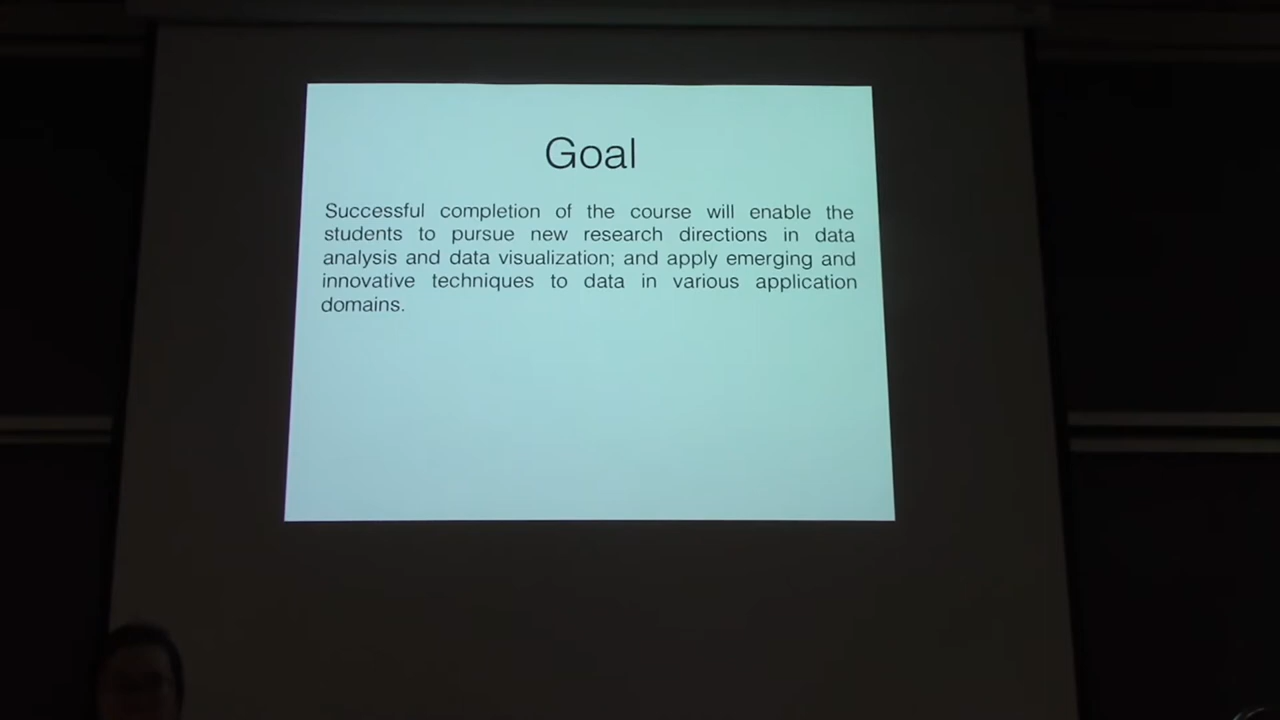 Goal
Successful completion of the course will enable the
students to pursue new research directions in data
analysis and data visualization; and apply emerging and
innovative techniques to data in various application
domains.